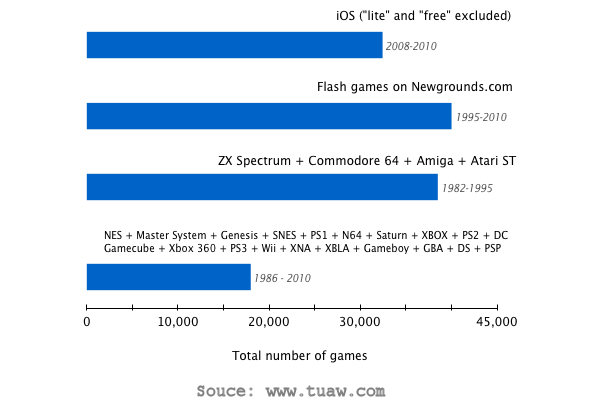 iOS ("lite" and "free" excluded)
2008-2010
Flash games on Newgrounds.com
1995-2010
ZX Spectrum + Commodore 64 + Amiga + Atari ST
1982-1995
NES + Master System + Genesis + SNES + PS1 + N64 + Saturn + XBOX + PS2 + DC
Gamecube + Xbox 360 + PS3 + Wii + XNA + XBLA + Gameboy + GBA + DS + PSP
1986 - 2010
0 10,000 20,000 30,000 45,000
Total number of games
Souce: www.tuaw.com